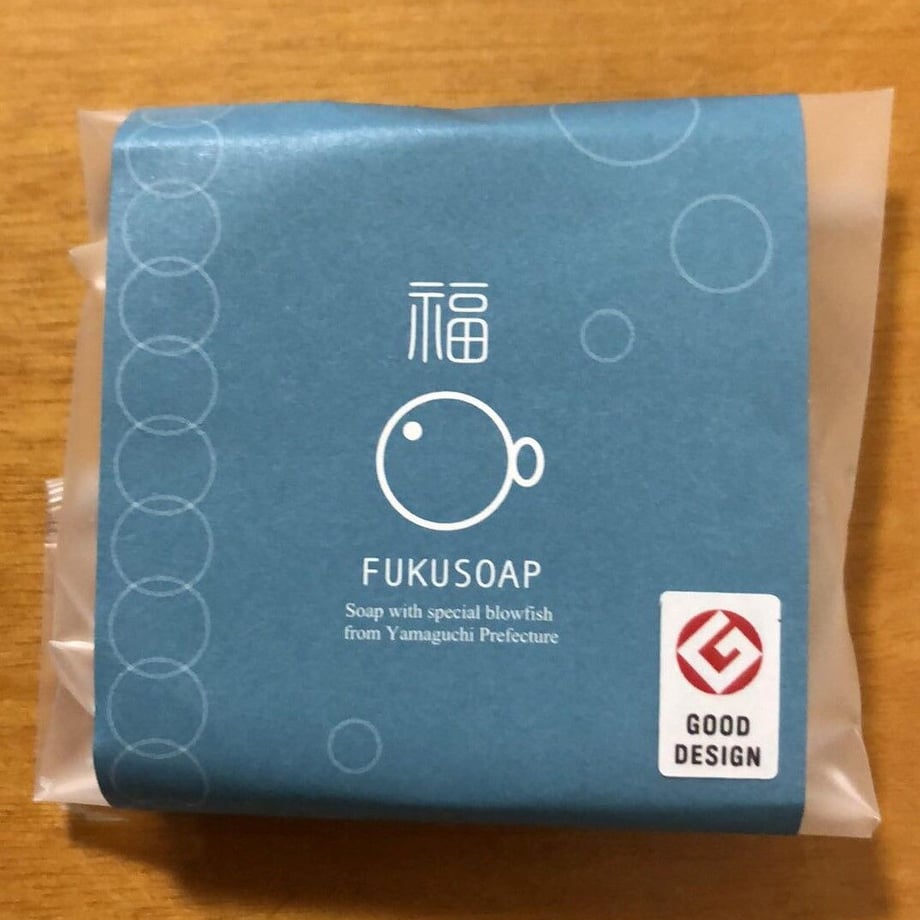 福
FUKUSOAP
Soap with special blowfish
from Yamaguchi Prefecture
GOOD
DESIGN